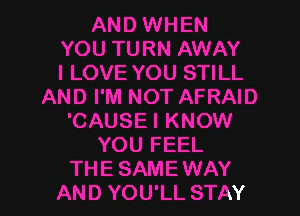 AND WHEN
YOU TURN AWAY
I LOVE YOU STILL
AND I'M NOT AFRAID
'CAUSE I KNOW
YOU FEEL
THE SAME WAY
AND YOU'LL STAY